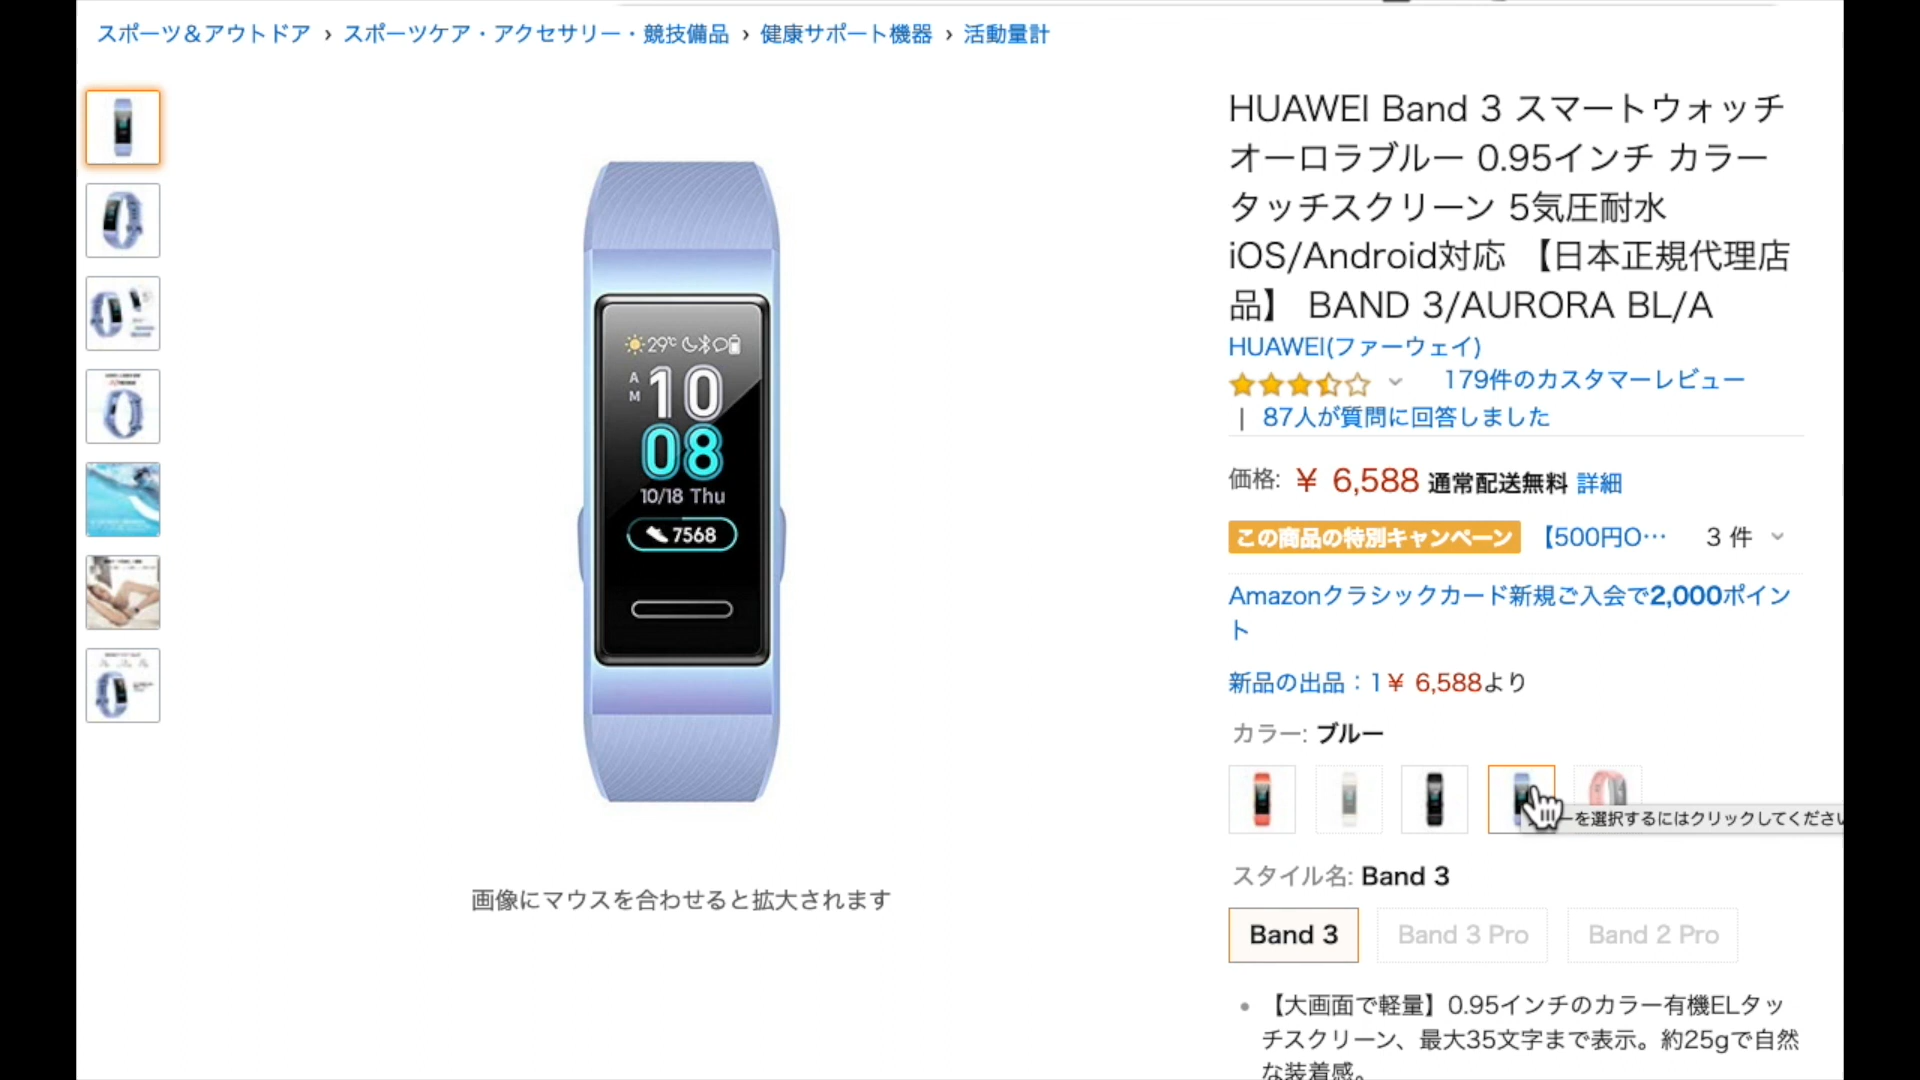 スポーツ＆アウトドア › スポーツケア・アクセサリー・競技備品 › 健康サポート機器 › 活動量計
HUAWEI Band 3 スマートウォッチ
オーロラブルー 0.95インチ カラー
タッチスクリーン 5気圧耐水
iOS/Android対応 【日本正規代理店
品】 BAND 3/AURORA BL/A
HUAWEI(ファーウェイ)
179件のカスタマーレビュー
| 87人が質問に回答しました
価格: ￥ 6,588 通常配送無料 詳細
この商品の特別キャンペーン 【500円O… 3 件
Amazonクラシックカード新規ご入会で2,000ポイン
ト
新品の出品：1￥ 6,588より
カラー: ブルー
ーを選択するにはクリックしてください
スタイル名: Band 3
Band 3 Band 3 Pro Band 2 Pro
【大画面で軽量】0.95インチのカラー有機ELタッ
チスクリーン、最大35文字まで表示。約25gで自然
な装着感。
29℃
AM
10
08
10/18 Thu
7568
画像にマウスを合わせると拡大されます